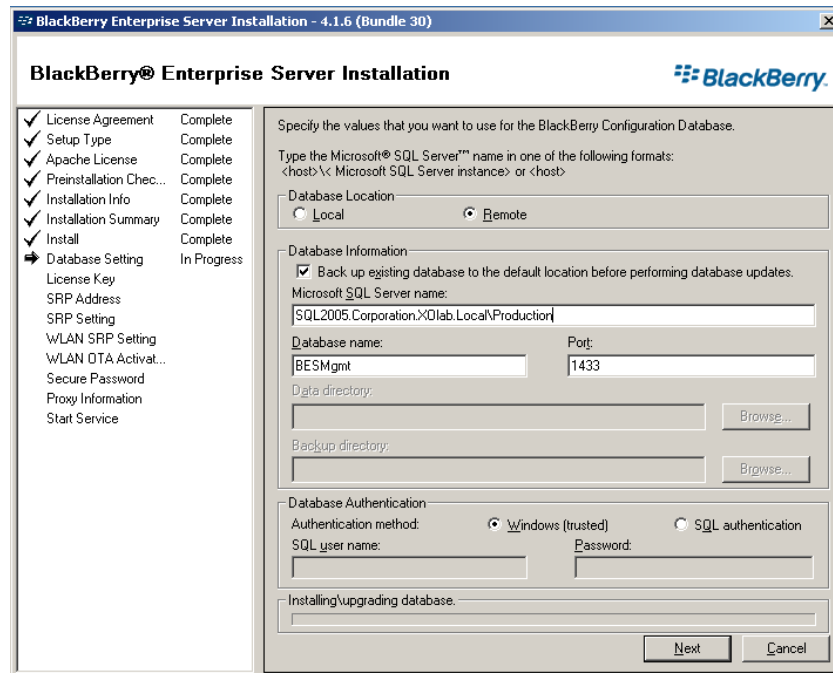 BlackBerry Enterprise Server Installation - 4.1.6 (Bundle 30)
BlackBerry® Enterprise Server Installation
BlackBerry.
License Agreement Complete
Setup Type Complete
Apache License Complete
Preinstallation Chec... Complete
Installation Info Complete
Installation Summary Complete
Install Complete
Database Setting In Progress
License Key
SRP Address
SRP Setting
WLAN SRP Setting
WLAN OTA Activat...
Secure Password
Proxy Information
Start Service
Specify the values that you want to use for the BlackBerry Configuration Database.
Type the Microsoft® SQL Server™ name in one of the following formats:
<host>\< Microsoft SQL Server instance> or <host>
Database Location
Local Remote
Database Information
Back up existing database to the default location before performing database updates.
Microsoft SQL Server name:
SQL2005.Corporation.XOlab.Local\Production
Database name: Port:
BESMgmt 1433
Data directory:
Browse...
Backup directory:
Browse...
Database Authentication
Authentication method: Windows (trusted) SQL authentication
SQL user name: Password:
Installing\upgrading database.
Next Cancel